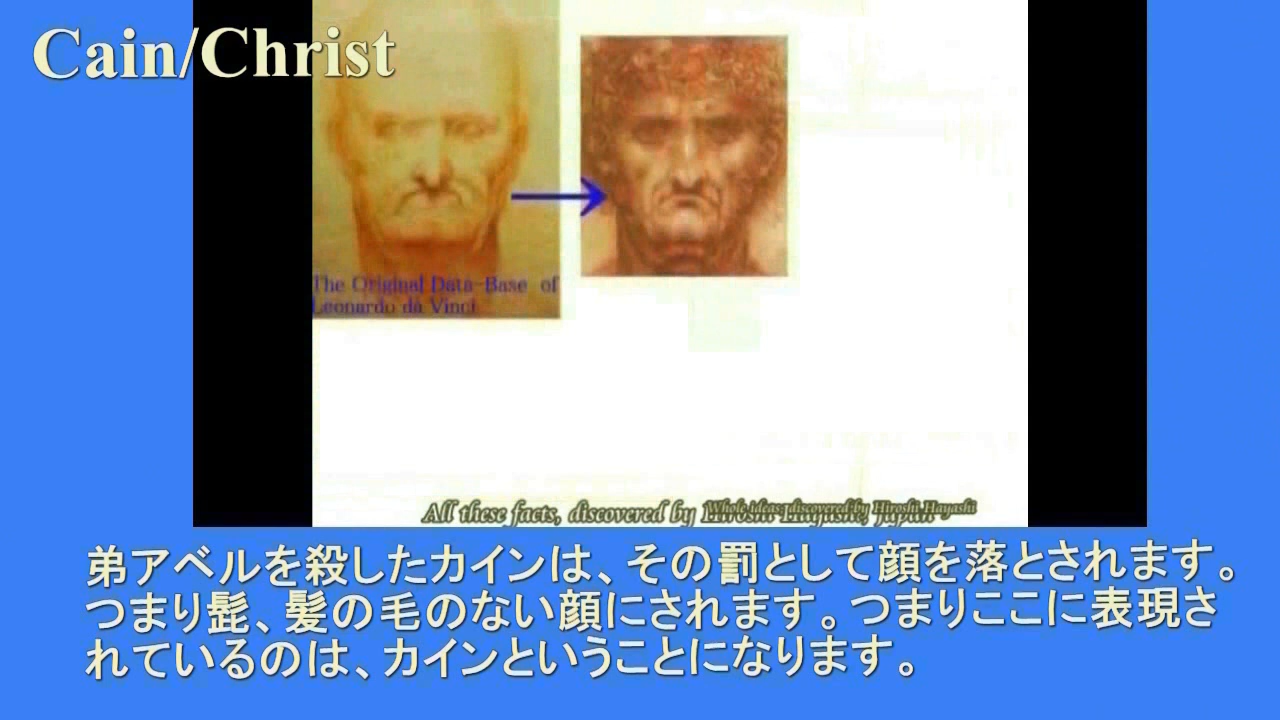 Cain/Christ
The Original Data-Base of
Leonardo da Vinci
All these facts, discovered by Hiroshi Hayashi, Japan
Whole ideas discovered by Hiroshi Hayashi
弟アベルを殺したカインは、その罰として顔を落とされます。
つまり髭、髪の毛のない顔にされます。つまりここに表現さ
れているのは、カインということになります。